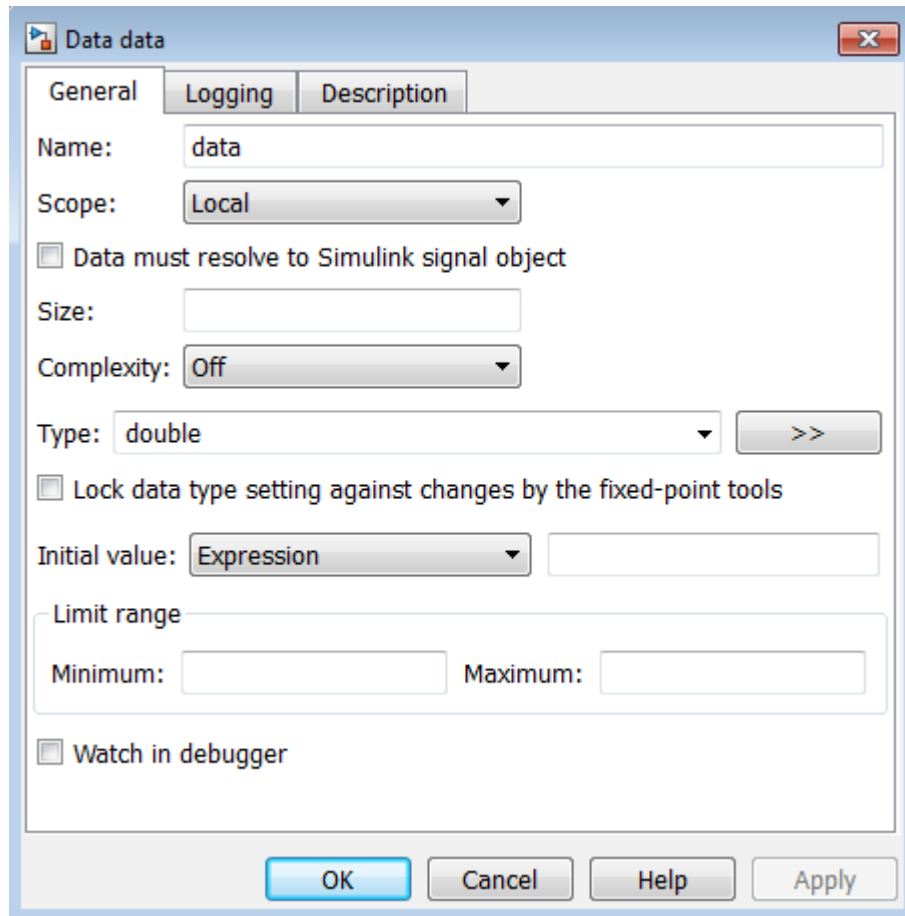 Data data
General Logging Description
Name: data
Scope: Local
Data must resolve to Simulink signal object
Size:
Complexity: Off
Type: double >>
Lock data type setting against changes by the fixed-point tools
Initial value: Expression
Limit range
Minimum: Maximum:
Watch in debugger
OK Cancel Help Apply